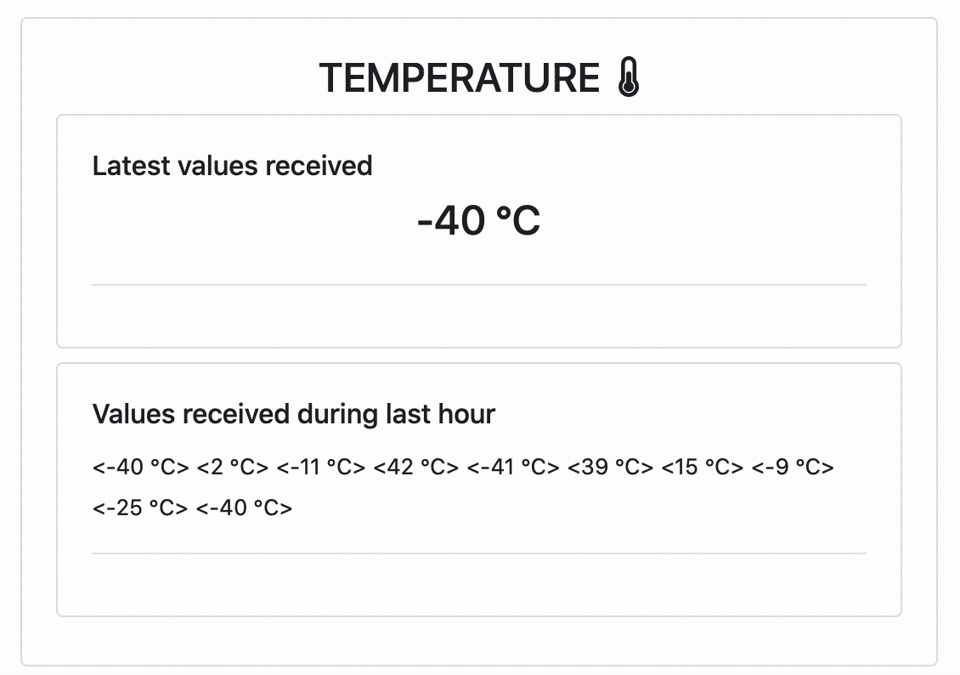 TEMPERATURE
Latest values received
-40 °C
Values received during last hour
<-40 °C> <2 °C> <-11 °C> <42 °C> <-41 °C> <39 °C> <15 °C> <-9 °C>
<-25 °C> <-40 °C>